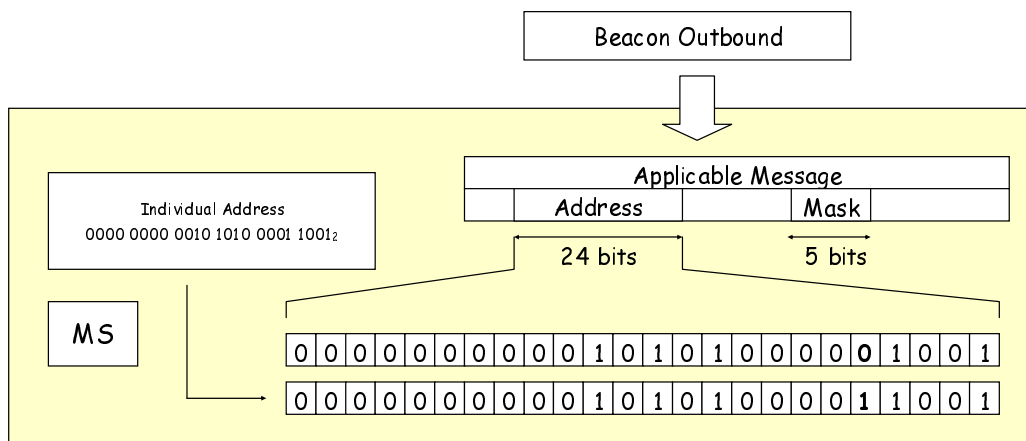 Beacon Outbound
Applicable Message
Address Mask
24 bits 5 bits
Individual Address
0000 0000 0010 1010 0001 1001₂
MS
0 0 0 0 0 0 0 0 0 0 1 0 1 0 1 0 0 0 0 0 1 0 0 1
0 0 0 0 0 0 0 0 0 0 1 0 1 0 1 0 0 0 0 1 1 0 0 1